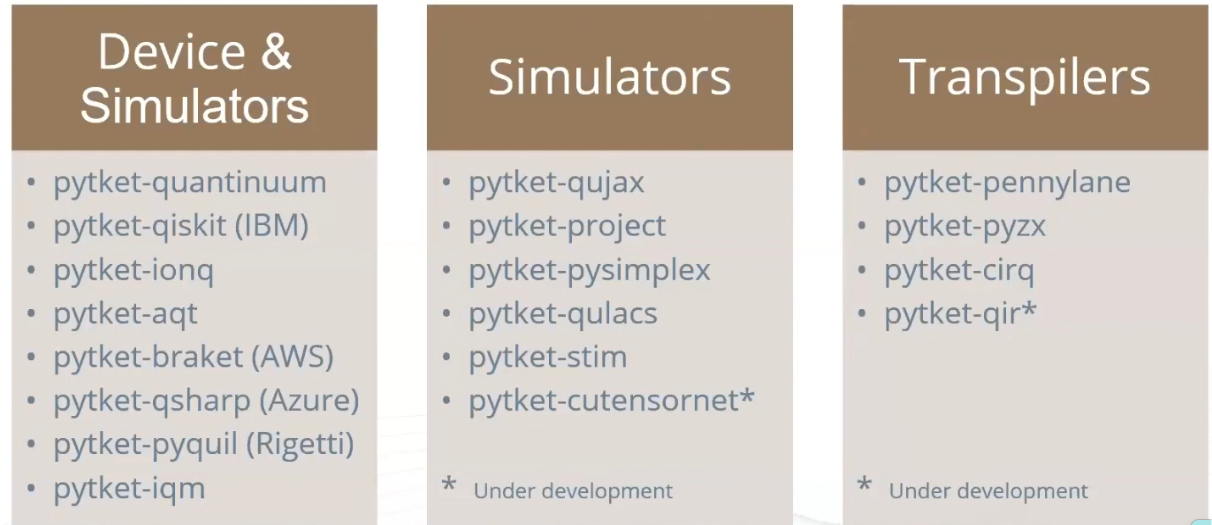 Device &
Simulators
• pytket-quantinuum
• pytket-qiskit (IBM)
• pytket-ionq
• pytket-aqt
• pytket-braket (AWS)
• pytket-qsharp (Azure)
• pytket-pyquil (Rigetti)
• pytket-iqm
Simulators
• pytket-qujax
• pytket-project
• pytket-pysimplex
• pytket-qulacs
• pytket-stim
• pytket-cutensornet*
* Under development
Transpilers
• pytket-pennylane
• pytket-pyzx
• pytket-cirq
• pytket-qir*
* Under development